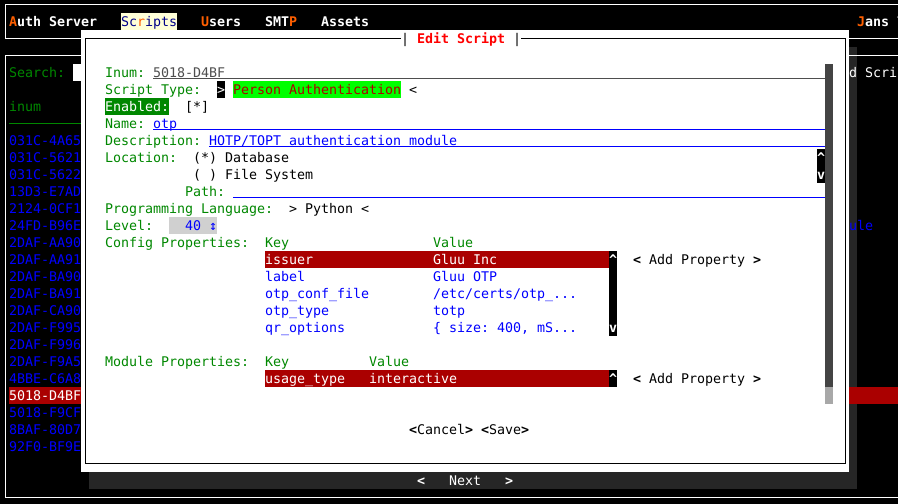 Auth Server Scripts Users SMTP Assets Jans
| Edit Script |
Search: d Scri
Inum: 5018-D4BF
Script Type: > Person Authentication <
inum Enabled: [*]
Name: otp
031C-4A65 Description: HOTP/TOPT authentication module
031C-5621 Location: (*) Database ^
031C-5622 ( ) File System v
13D3-E7AD Path:
2124-0CF1 Programming Language: > Python <
24FD-B96E Level: 40 ↕ le
2DAF-AA90 Config Properties: Key Value
2DAF-AA91 issuer Gluu Inc ^ < Add Property >
2DAF-BA90 label Gluu OTP
2DAF-BA91 otp_conf_file /etc/certs/otp_...
2DAF-CA90 otp_type totp
2DAF-F995 qr_options { size: 400, mS... v
2DAF-F996
2DAF-F9A5 Module Properties: Key Value
4BBE-C6A8 usage_type interactive ^ < Add Property >
5018-D4BF
5018-F9CF
8BAF-80D7 <Cancel> <Save>
92F0-BF9E
< Next >